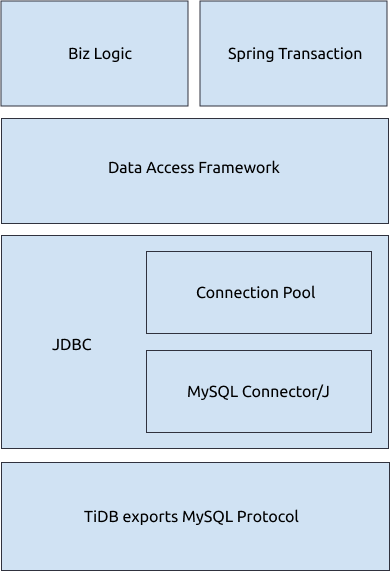 Biz Logic
Spring Transaction
Data Access Framework
Connection Pool
JDBC
MySQL Connector/J
TiDB exports MySQL Protocol